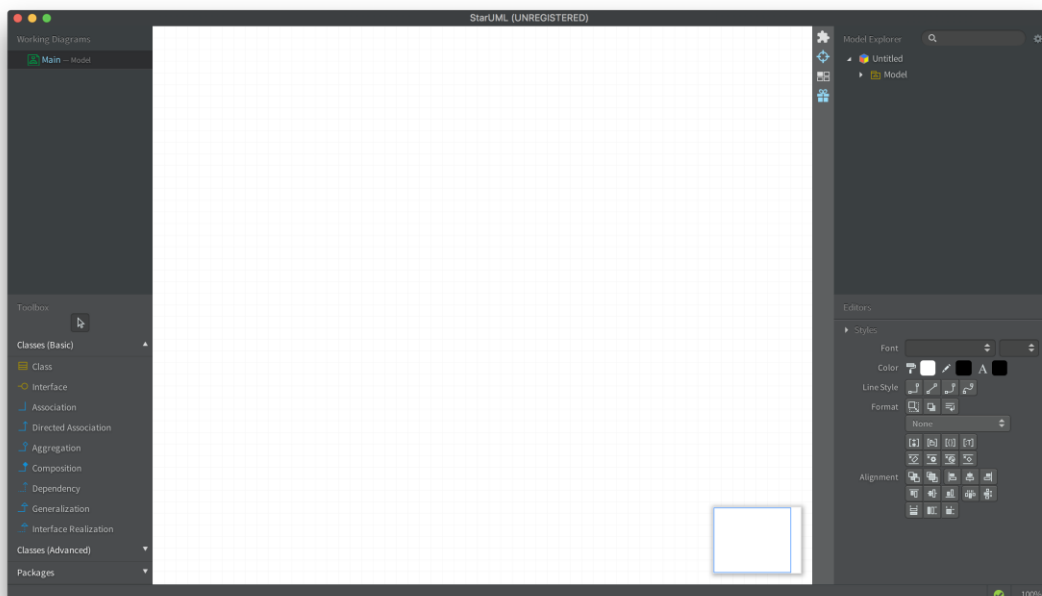 StarUML (UNREGISTERED)
Working Diagrams
Main — Model
Toolbox
Classes (Basic)
Class
Interface
Association
Directed Association
Aggregation
Composition
Dependency
Generalization
Interface Realization
Classes (Advanced)
Packages
Model Explorer
Untitled
Model
Editors
Styles
Font
Color
A
Line Style
Format
None
Alignment
100%